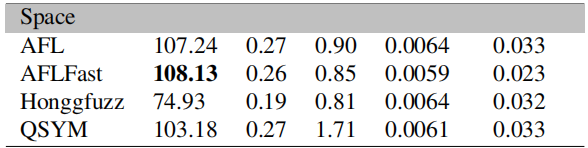 Space
AFL 107.24 0.27 0.90 0.0064 0.033
AFLFast 108.13 0.26 0.85 0.0059 0.023
Honggfuzz 74.93 0.19 0.81 0.0064 0.032
QSYM 103.18 0.27 1.71 0.0061 0.033